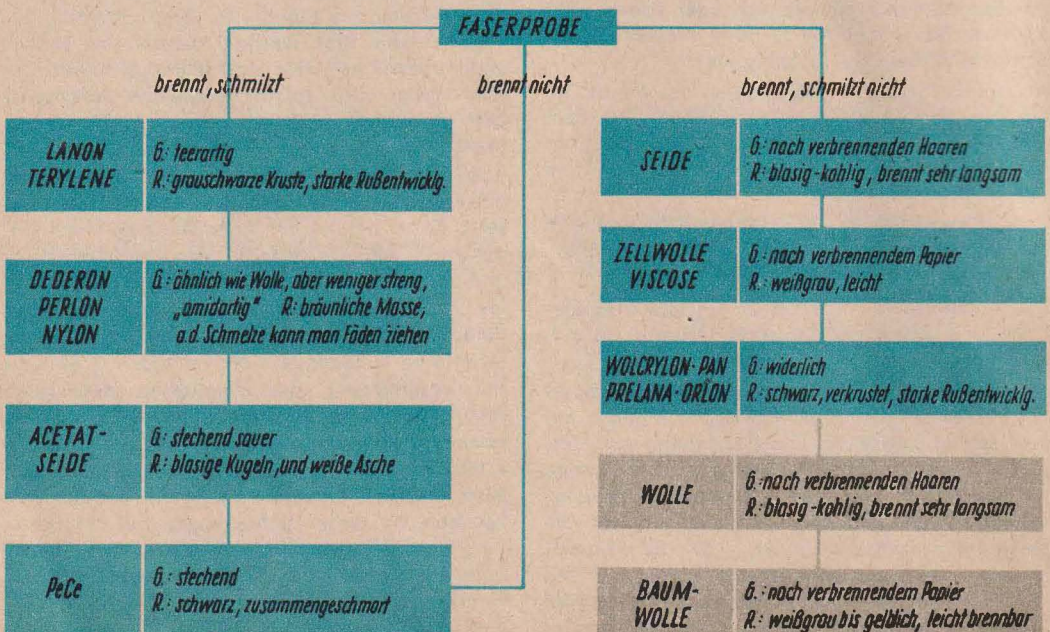 FASERPROBE
brennt, schmilzt
brennt nicht
brennt, schmilzt nicht
LANON
TERYLENE
G.: teerartig
R.: grauschwarze Kruste, starke Rußentwicklg.
DEDERON
PERLON
NYLON
G.: ähnlich wie Wolle, aber weniger streng,
„amidartig“ R.: bräunliche Masse,
a.d. Schmelze kann man Fäden ziehen
ACETAT-
SEIDE
G.: stechend sauer
R.: blasige Kugeln, und weiße Asche
PeCe
G.: stechend
R.: schwarz, zusammengeschmort
SEIDE
G.: nach verbrennenden Haaren
R.: blasig-kohlig, brennt sehr langsam
ZELLWOLLE
VISCOSE
G.: nach verbrennendem Papier
R.: weißgrau, leicht
WOLCRYLON·PAN
PRELANA·ORLON
G.: widerlich
R.: schwarz, verkrustet, starke Rußentwicklg.
WOLLE
G.: nach verbrennenden Haaren
R.: blasig-kohlig, brennt sehr langsam
BAUM-
WOLLE
G.: nach verbrennendem Papier
R.: weißgrau bis gelblich, leicht brennbar